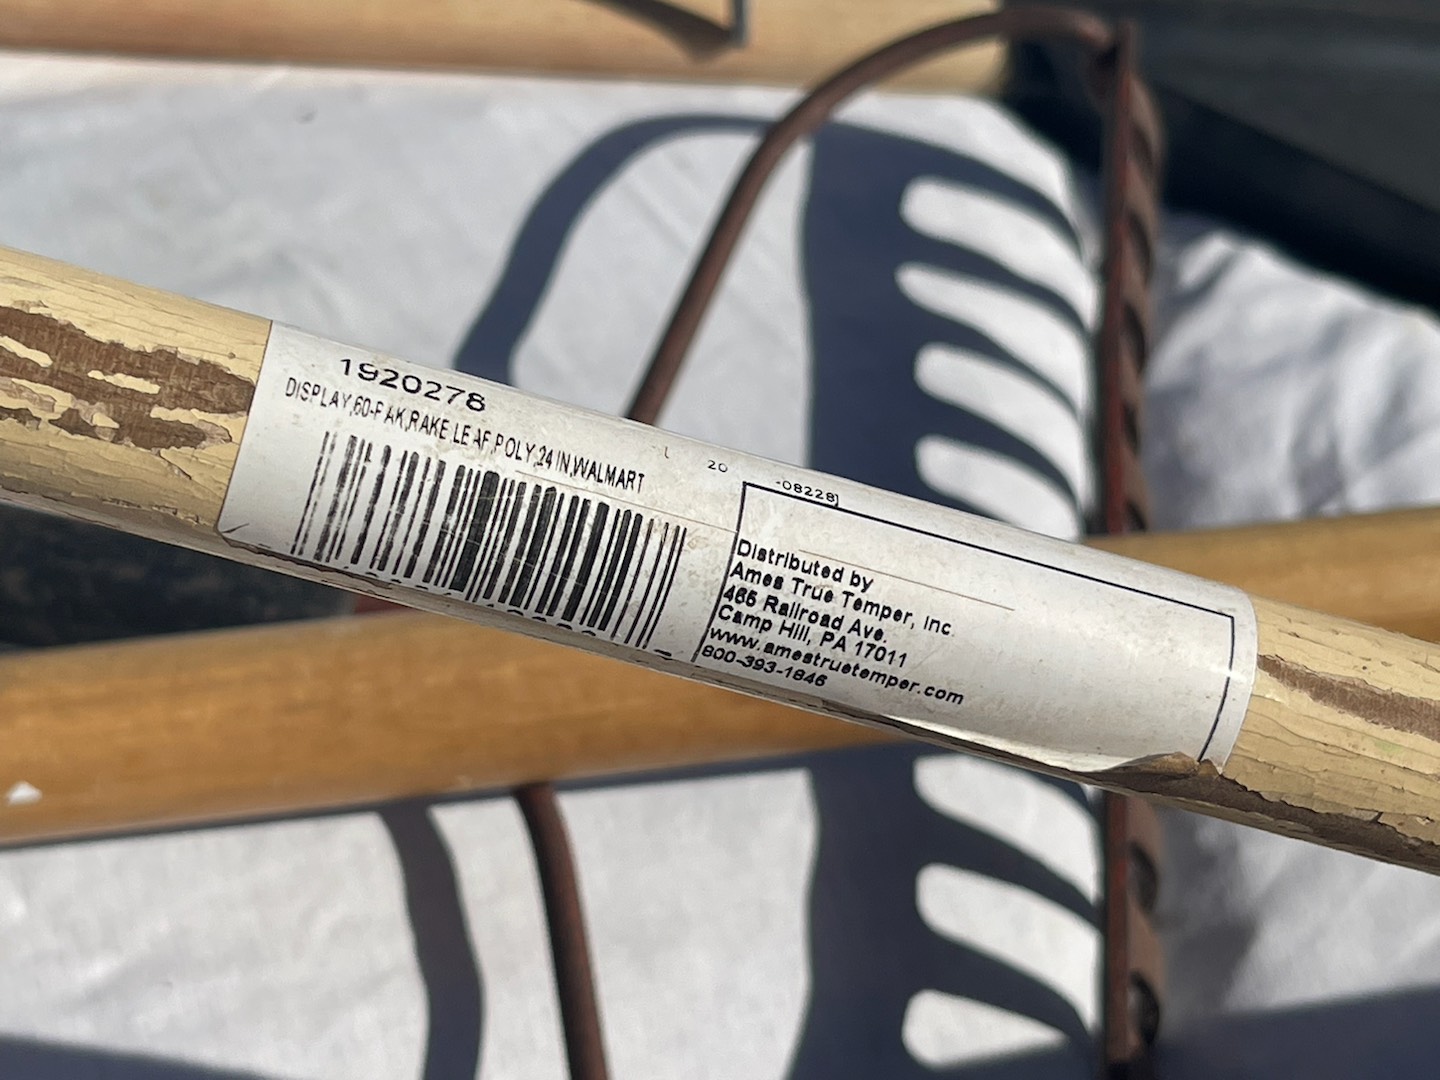 1920278
DISPLAY,60-PAK,RAKE LEAF,POLY,24 IN,WALMART
20
-08228]
Distributed by
Ames True Temper, Inc.
465 Railroad Ave.
Camp Hill, PA 17011
www.amestruetemper.com
800-393-1846